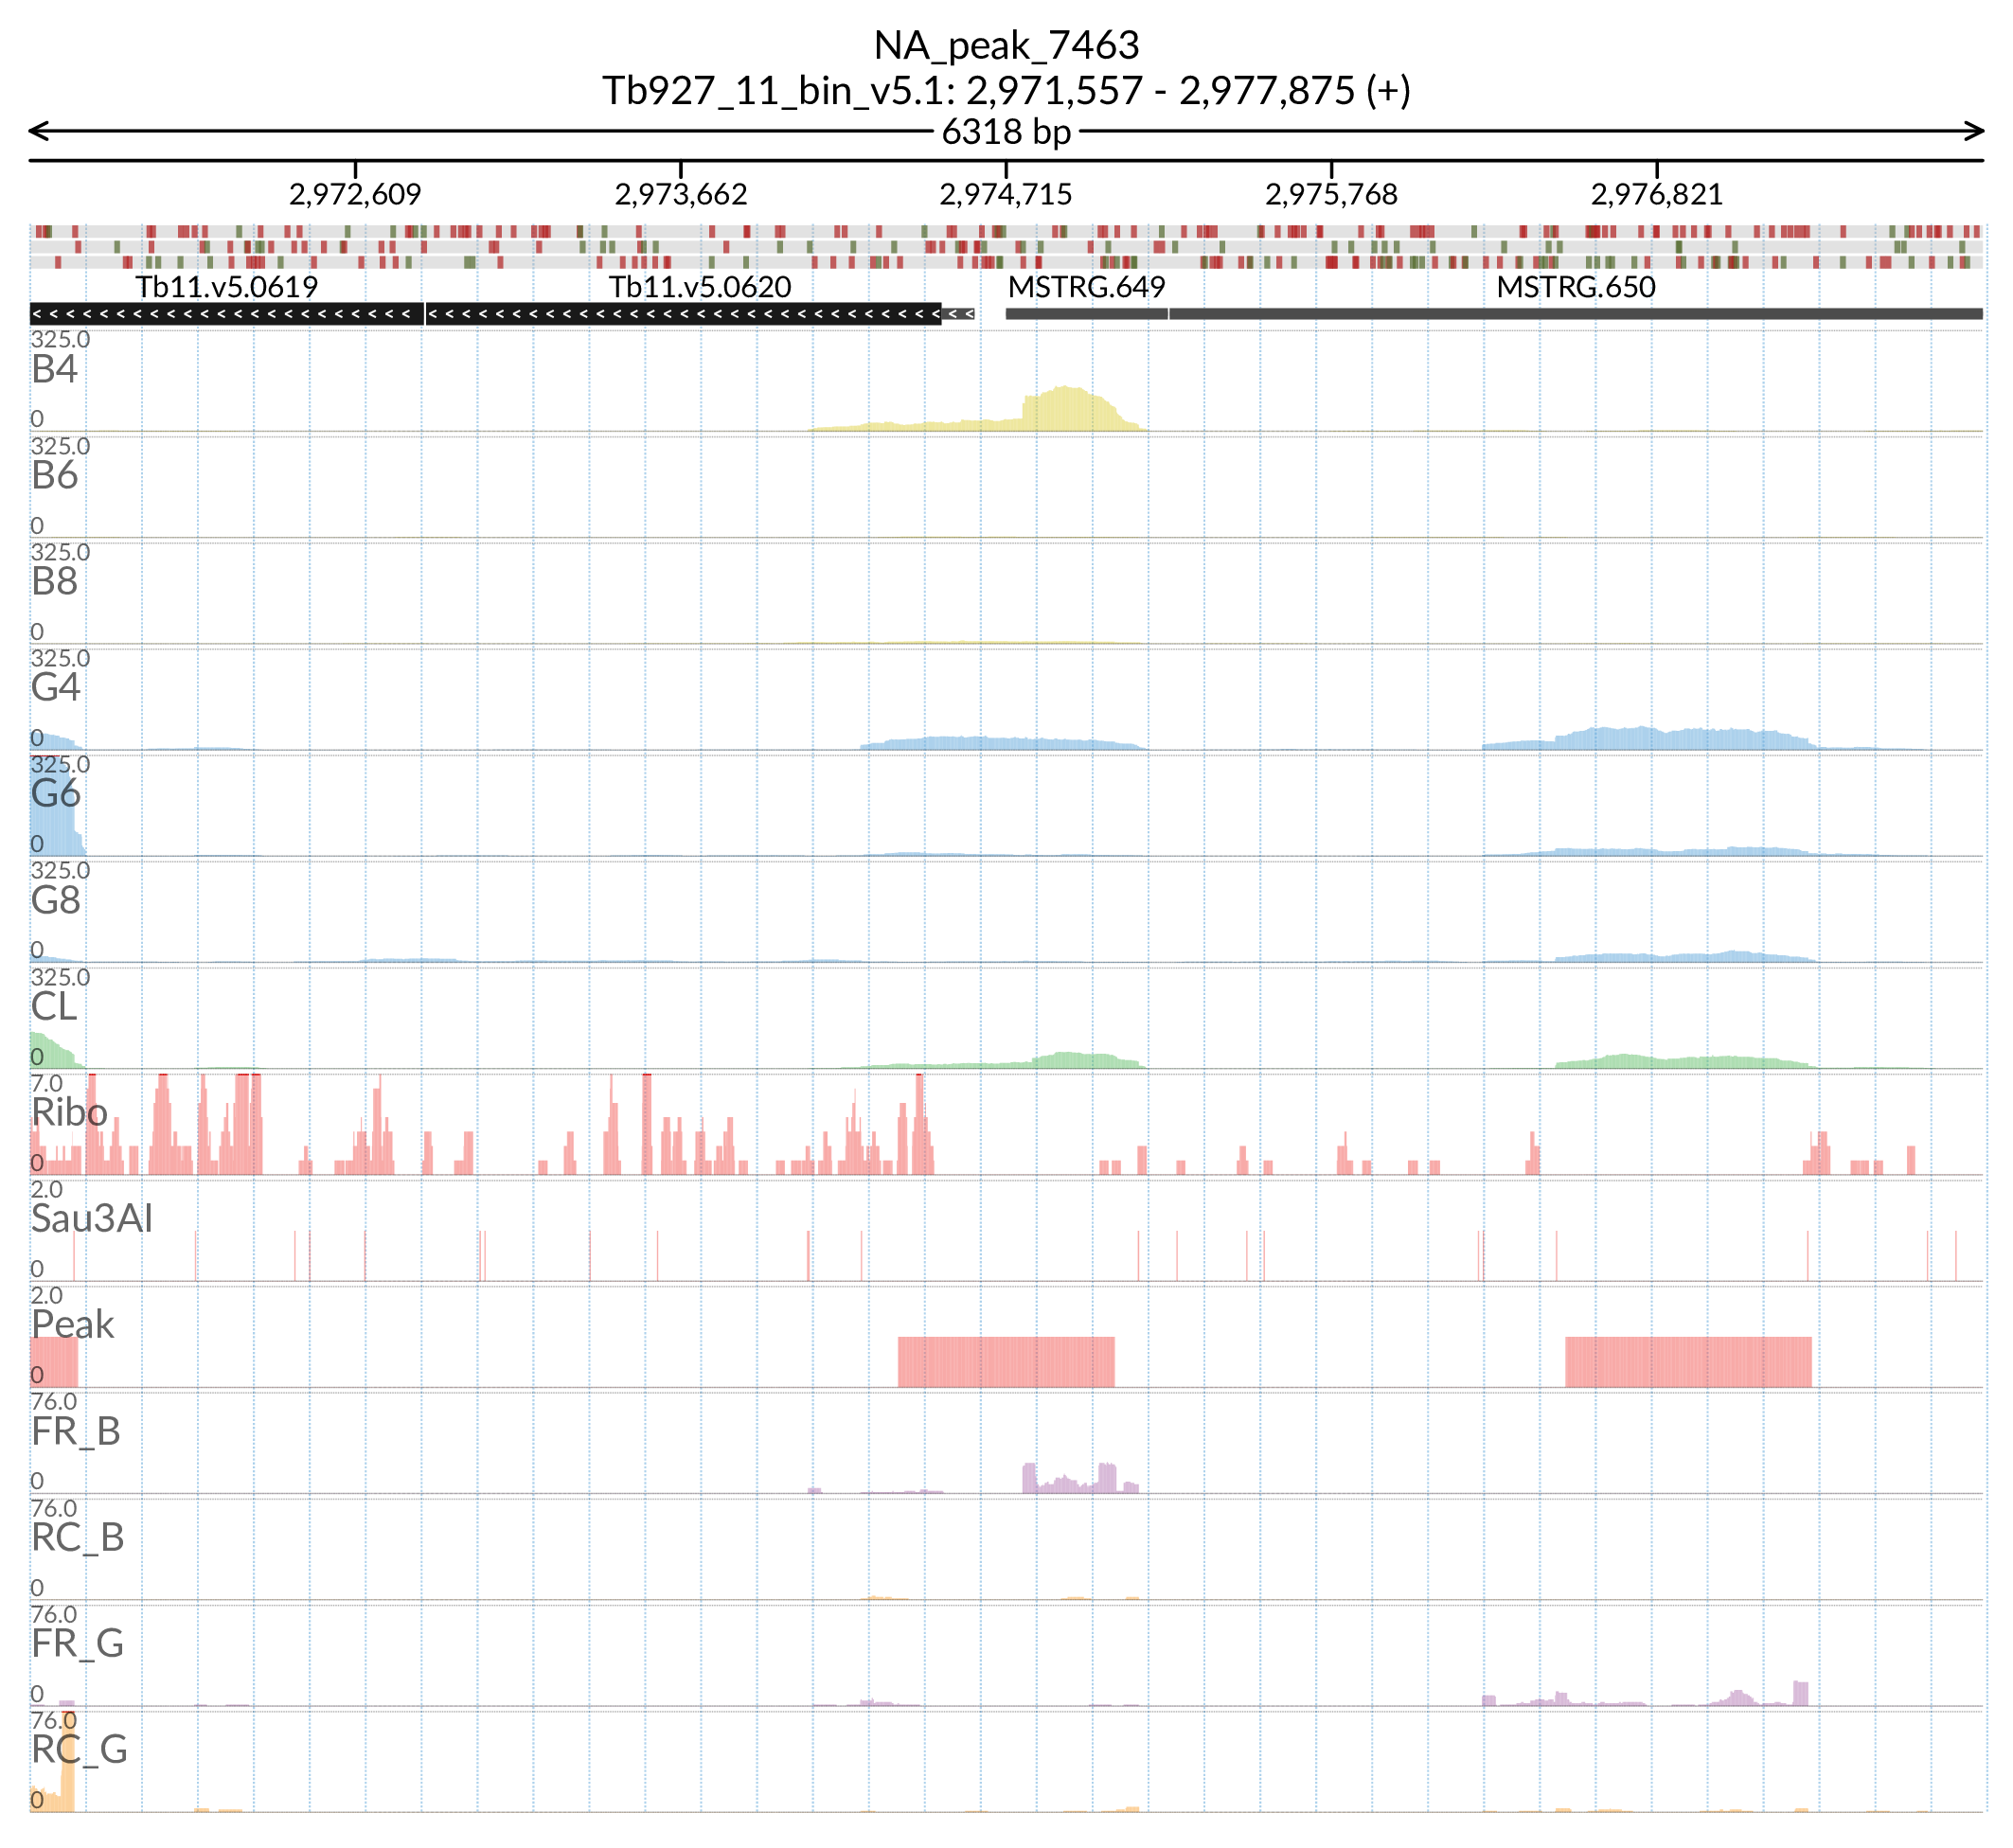 NA_peak_7463
Tb927_11_bin_v5.1: 2,971,557 - 2,977,875 (+)
6318 bp
2,972,609 2,973,662 2,974,715 2,975,768 2,976,821
Tb11.v5.0619 Tb11.v5.0620 MSTRG.649 MSTRG.650
325.0
B4
0
325.0
B6
0
325.0
B8
0
325.0
G4
0
325.0
G6
0
325.0
G8
0
325.0
CL
0
7.0
Ribo
0
2.0
Sau3AI
0
2.0
Peak
0
76.0
FR_B
0
76.0
RC_B
0
76.0
FR_G
0
76.0
RC_G
0